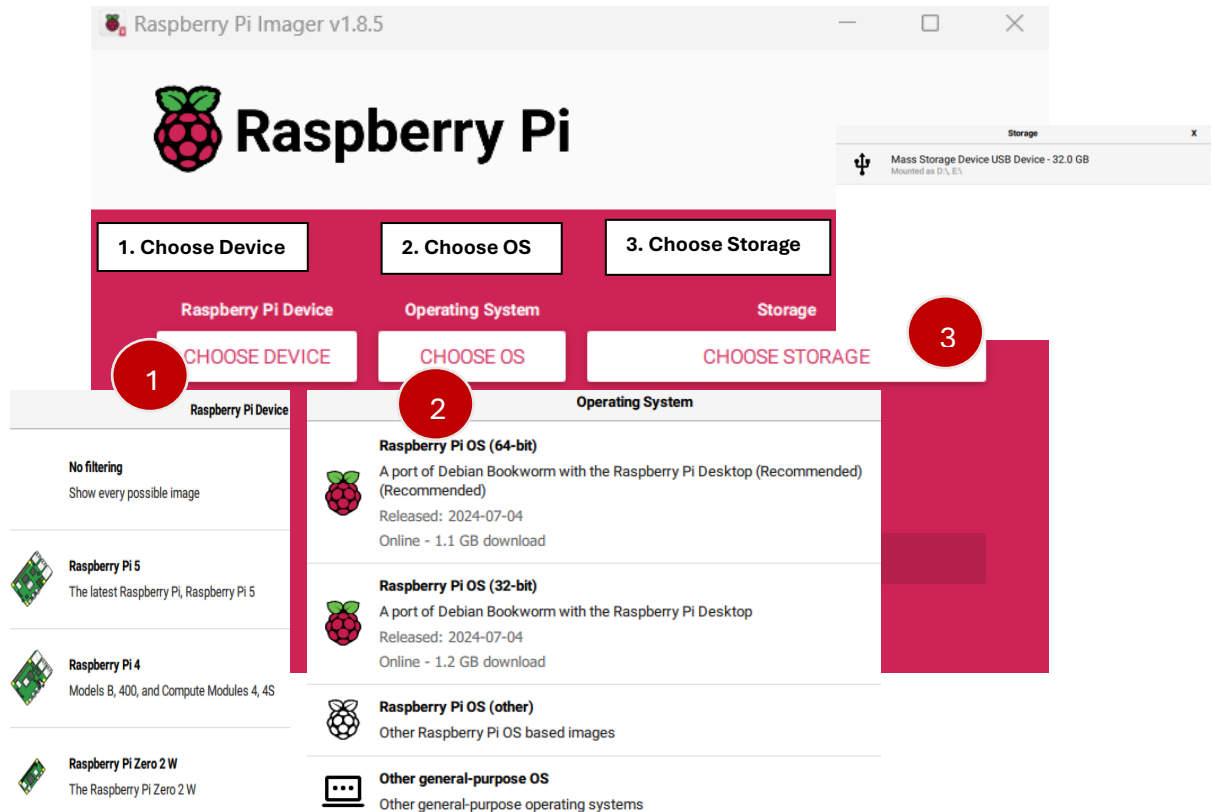 Raspberry Pi Imager v1.8.5
Raspberry Pi
Storage X
Mass Storage Device USB Device - 32.0 GB
Mounted as D:\, E:\
1. Choose Device
2. Choose OS
3. Choose Storage
Raspberry Pi Device
Operating System
Storage
CHOOSE DEVICE
CHOOSE OS
CHOOSE STORAGE
3
1
2
Raspberry Pi Device
No filtering
Show every possible image
Raspberry Pi 5
The latest Raspberry Pi, Raspberry Pi 5
Raspberry Pi 4
Models B, 400, and Compute Modules 4, 4S
Raspberry Pi Zero 2 W
The Raspberry Pi Zero 2 W
Operating System
Raspberry Pi OS (64-bit)
A port of Debian Bookworm with the Raspberry Pi Desktop (Recommended)
(Recommended)
Released: 2024-07-04
Online - 1.1 GB download
Raspberry Pi OS (32-bit)
A port of Debian Bookworm with the Raspberry Pi Desktop
Released: 2024-07-04
Online - 1.2 GB download
Raspberry Pi OS (other)
Other Raspberry Pi OS based images
Other general-purpose OS
Other general-purpose operating systems